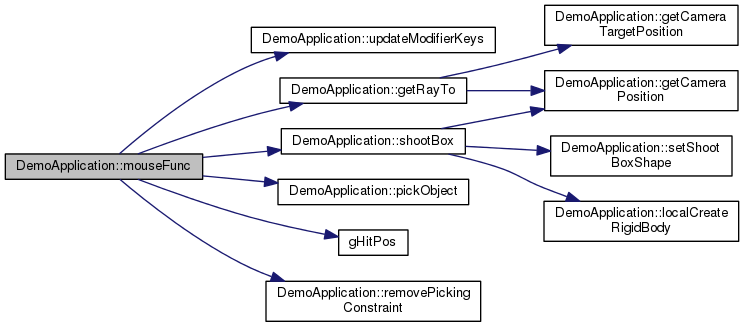 DemoApplication::mouseFunc
DemoApplication::updateModifierKeys
DemoApplication::getRayTo
DemoApplication::shootBox
DemoApplication::pickObject
gHitPos
DemoApplication::removePicking
Constraint
DemoApplication::getCamera
TargetPosition
DemoApplication::getCamera
Position
DemoApplication::setShoot
BoxShape
DemoApplication::localCreate
RigidBody